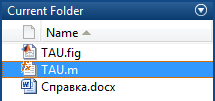 Current Folder
Name
TAU.fig
TAU.m
Справка.docx